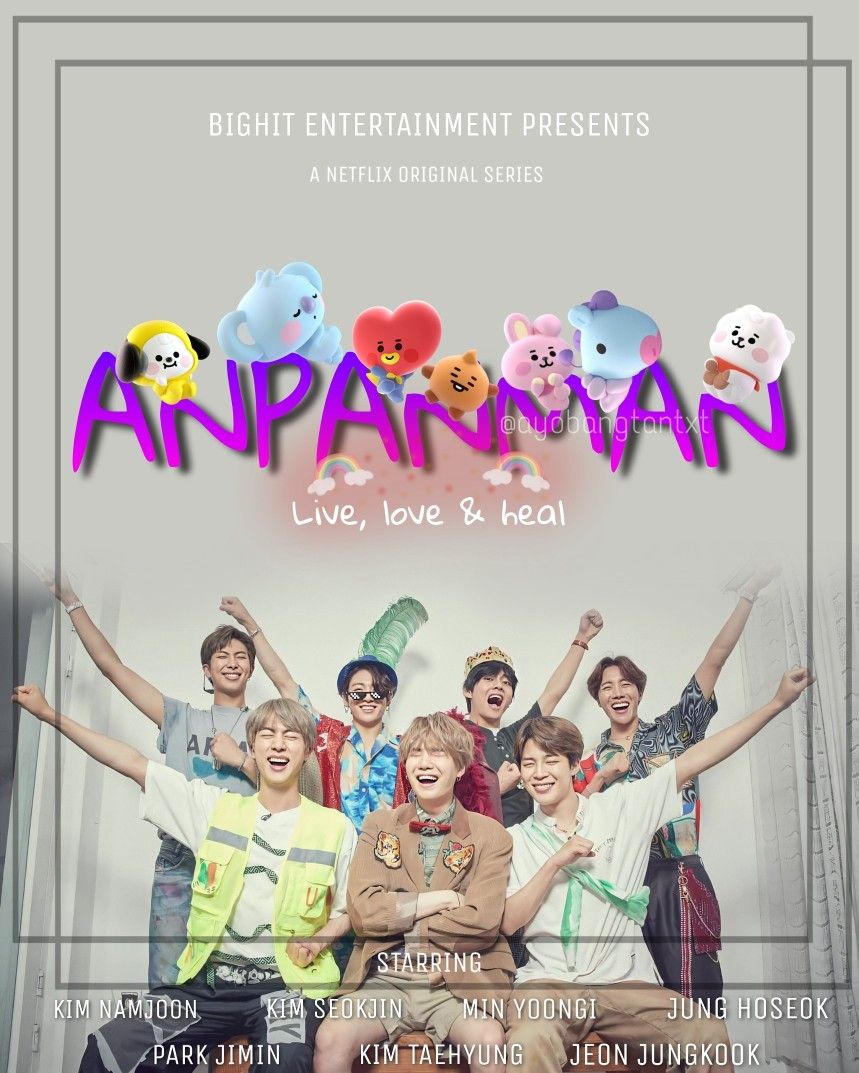 BIGHIT ENTERTAINMENT PRESENTS
A NETFLIX ORIGINAL SERIES
ANPANMAN
@ayobangtantxt
Live, love & heal
STARRING
KIM NAMJOON KIM SEOKJIN MIN YOONGI JUNG HOSEOK
PARK JIMIN KIM TAEHYUNG JEON JUNGKOOK